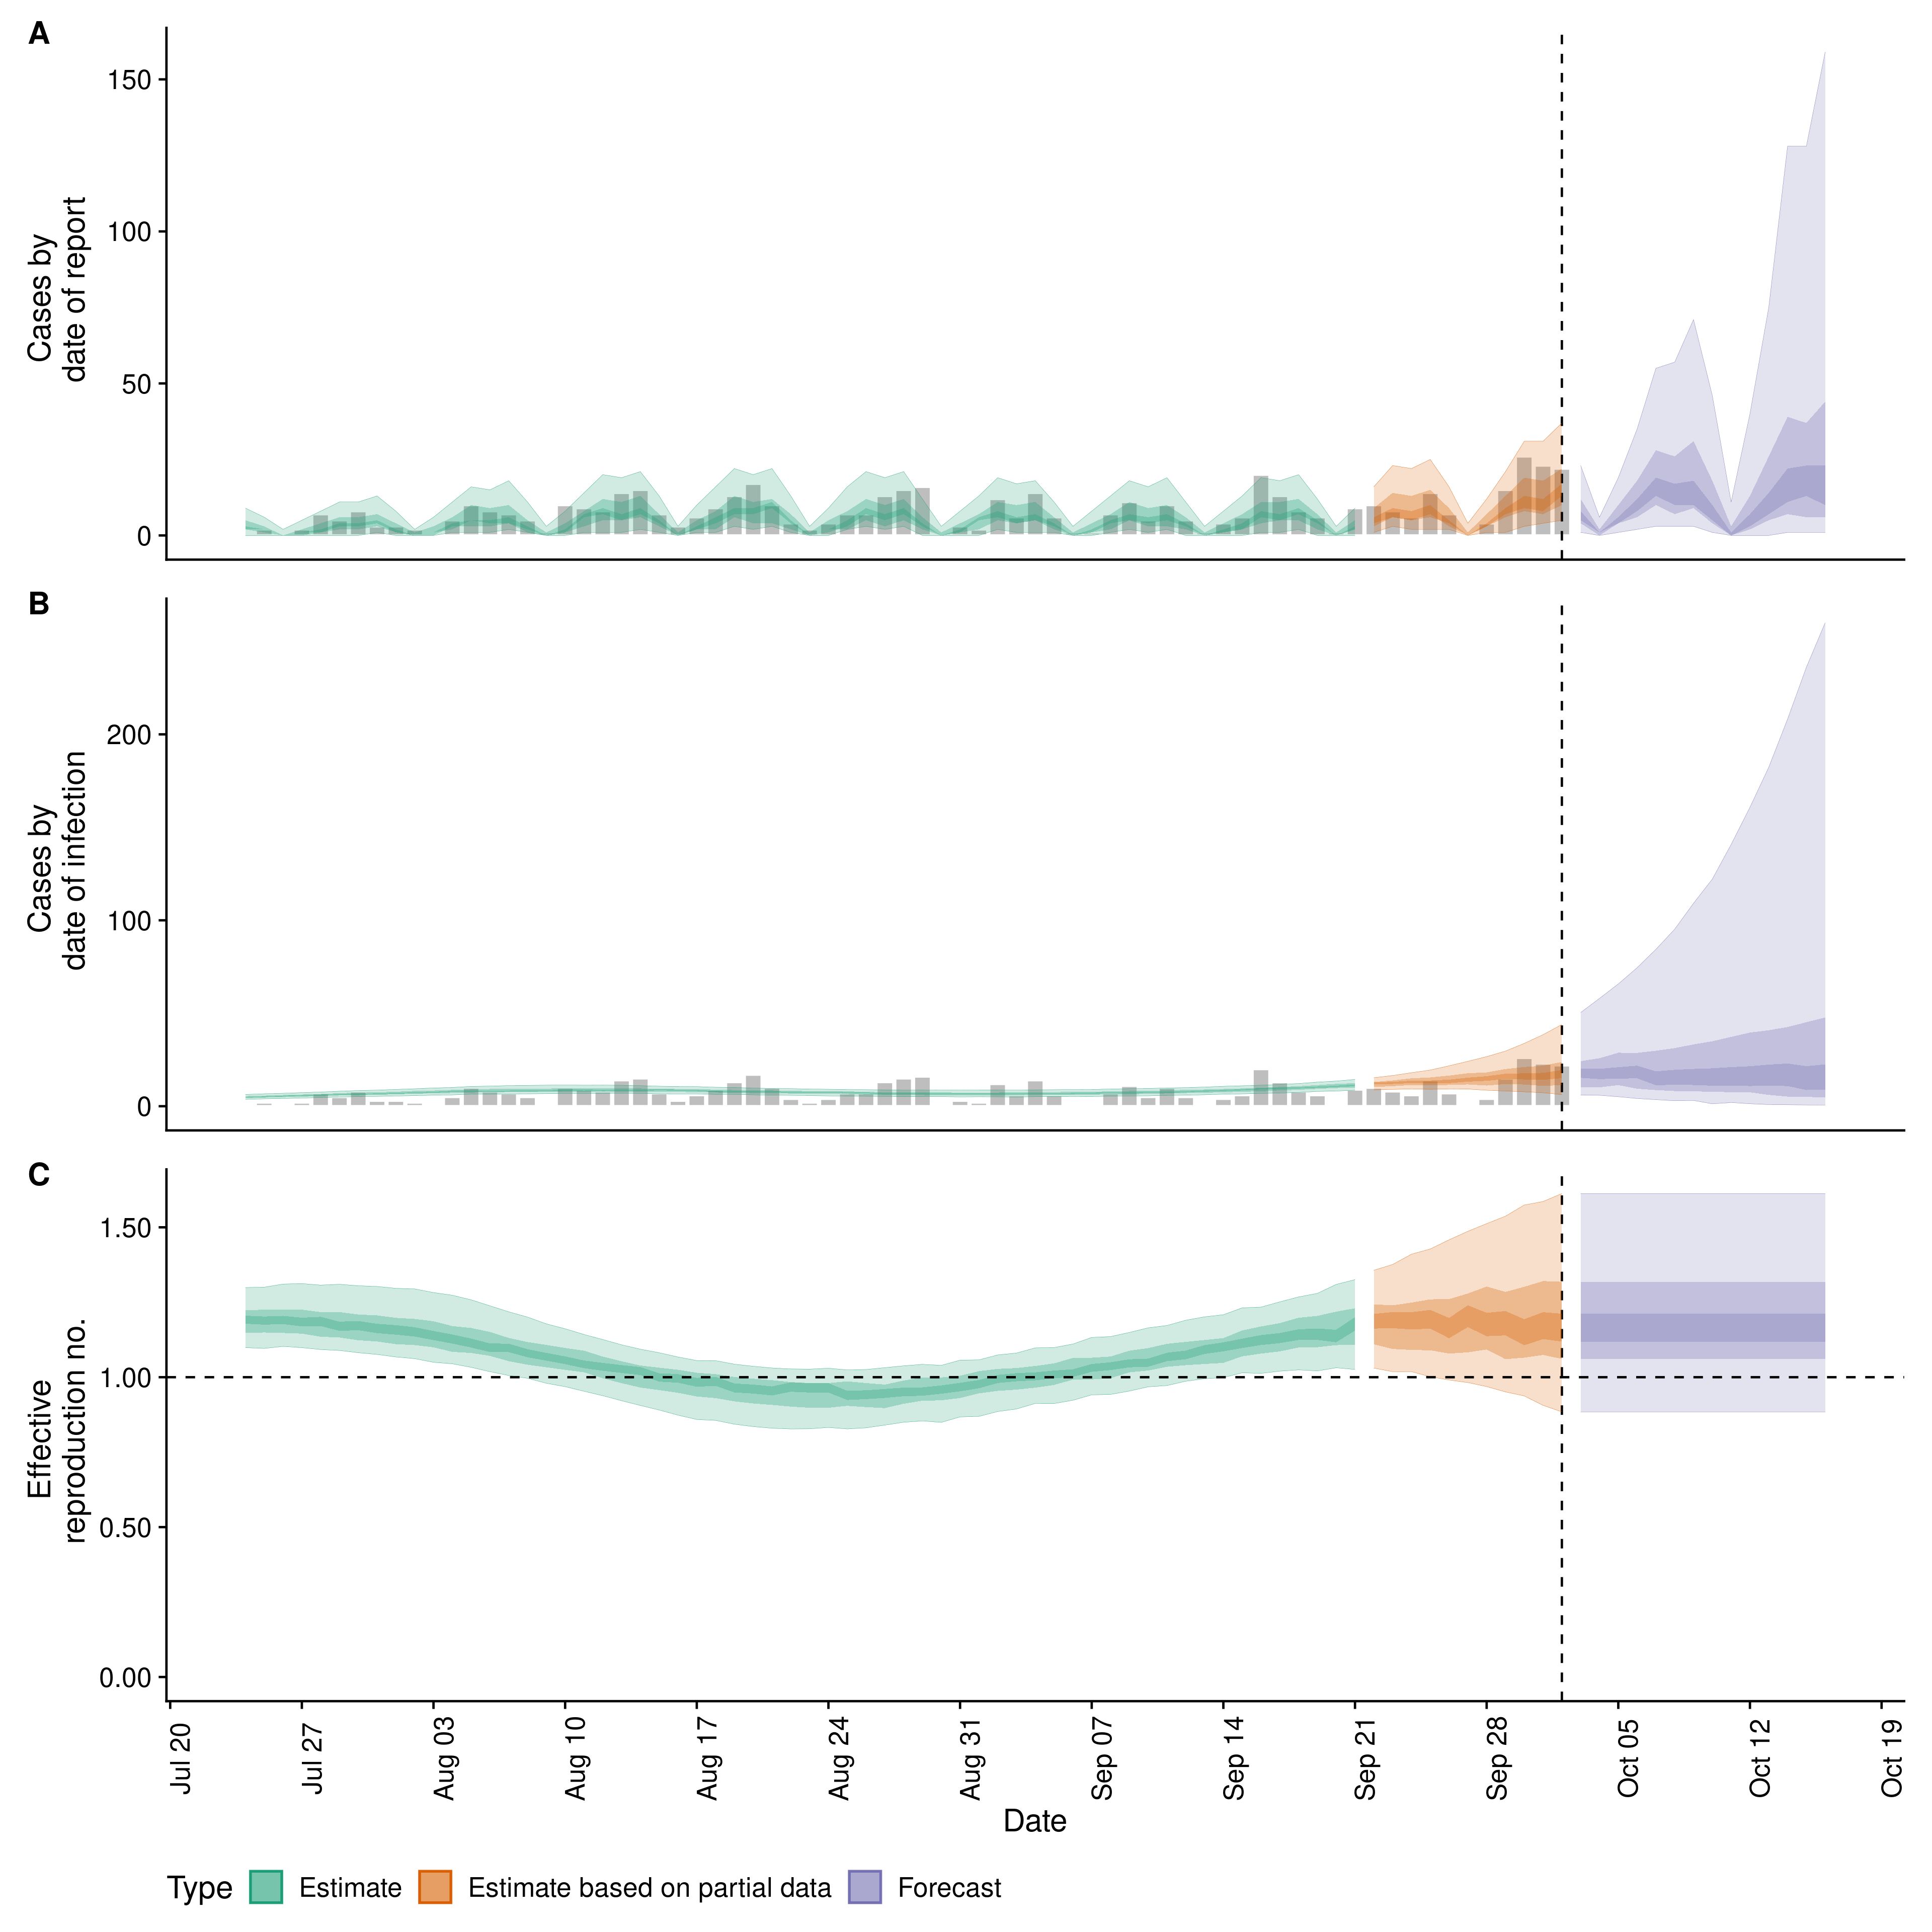 A
Cases by
date of report
150
100
50
0
B
Cases by
date of infection
200
100
0
C
Effective
reproduction no.
1.50
1.00
0.50
0.00
Jul 20
Jul 27
Aug 03
Aug 10
Aug 17
Aug 24
Aug 31
Sep 07
Sep 14
Sep 21
Sep 28
Oct 05
Oct 12
Oct 19
Date
Type
Estimate
Estimate based on partial data
Forecast